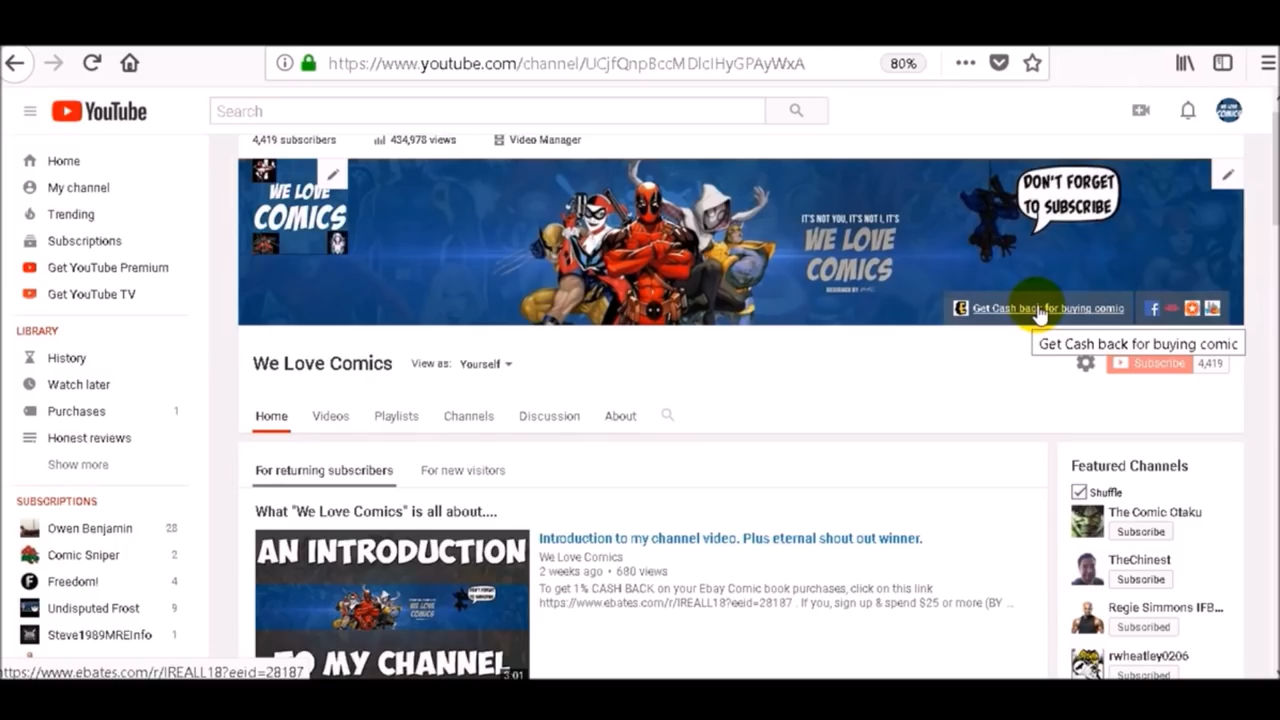 https://www.youtube.com/channel/UCjfQnpBccMDlcIHyGPAyWxA
80%
YouTube
Search
WE LOVE COMICS
4,419 subscribers
434,978 views
Video Manager
Home
My channel
Trending
Subscriptions
Get YouTube Premium
Get YouTube TV
LIBRARY
History
Watch later
Purchases 1
Honest reviews
Show more
SUBSCRIPTIONS
Owen Benjamin 28
Comic Sniper 2
Freedom! 4
Undisputed Frost 9
Steve1989MREInfo 1
WE LOVE
COMICS
IT'S NOT YOU, IT'S NOT I, IT'S
WE LOVE
COMICS
DESIGNED BY
DON'T FORGET
TO SUBSCRIBE
Get Cash back for buying comic
Get Cash back for buying comic
We Love Comics
View as: Yourself
Subscribe 4,419
Home
Videos
Playlists
Channels
Discussion
About
For returning subscribers
For new visitors
What "We Love Comics" is all about....
AN INTRODUCTION
TO MY CHANNEL
3:01
Introduction to my channel video. Plus eternal shout out winner.
We Love Comics
2 weeks ago • 680 views
To get 1% CASH BACK on your Ebay Comic book purchases, click on this link
https://www.ebates.com/r/IREALL18?eeid=28187 . If you, sign up & spend $25 or more (BY ...
Featured Channels
Shuffle
The Comic Otaku
Subscribe
TheChinest
Subscribe
Regie Simmons IFB...
Subscribed
rwheatley0206
Subscribed
https://www.ebates.com/r/IREALL18?eeid=28187